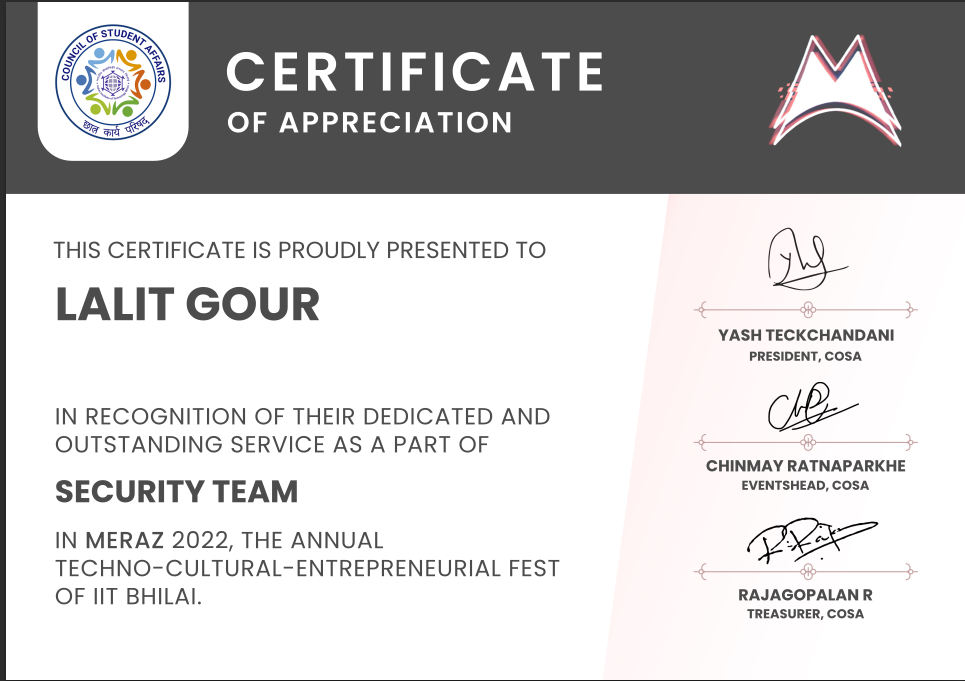 COUNCIL OF STUDENT AFFAIRS
छात्र कार्य परिषद
CERTIFICATE
OF APPRECIATION
THIS CERTIFICATE IS PROUDLY PRESENTED TO
LALIT GOUR
IN RECOGNITION OF THEIR DEDICATED AND
OUTSTANDING SERVICE AS A PART OF
SECURITY TEAM
IN MERAZ 2022, THE ANNUAL
TECHNO-CULTURAL-ENTREPRENEURIAL FEST
OF IIT BHILAI.
YASH TECKCHANDANI
PRESIDENT, COSA
CHINMAY RATNAPARKHE
EVENTSHEAD, COSA
RAJAGOPALAN R
TREASURER, COSA